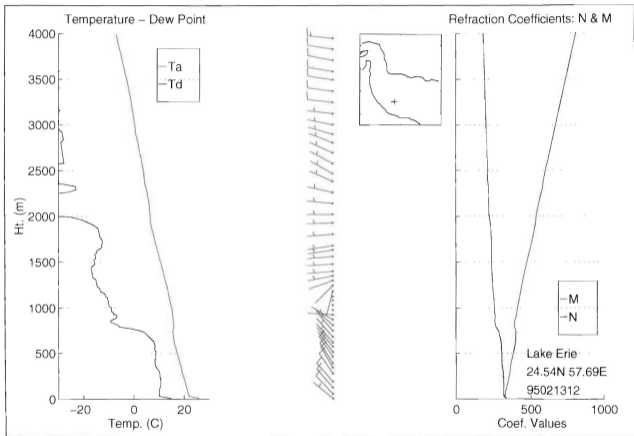 Temperature – Dew Point
Refraction Coefficients: N & M
4000
3500
3000
2500
2000
1500
1000
500
0
Ht. (m)
Ta
Td
−20
0
20
Temp. (C)
M
N
Lake Erie
24.54N 57.69E
95021312
0
500
1000
Coef. Values